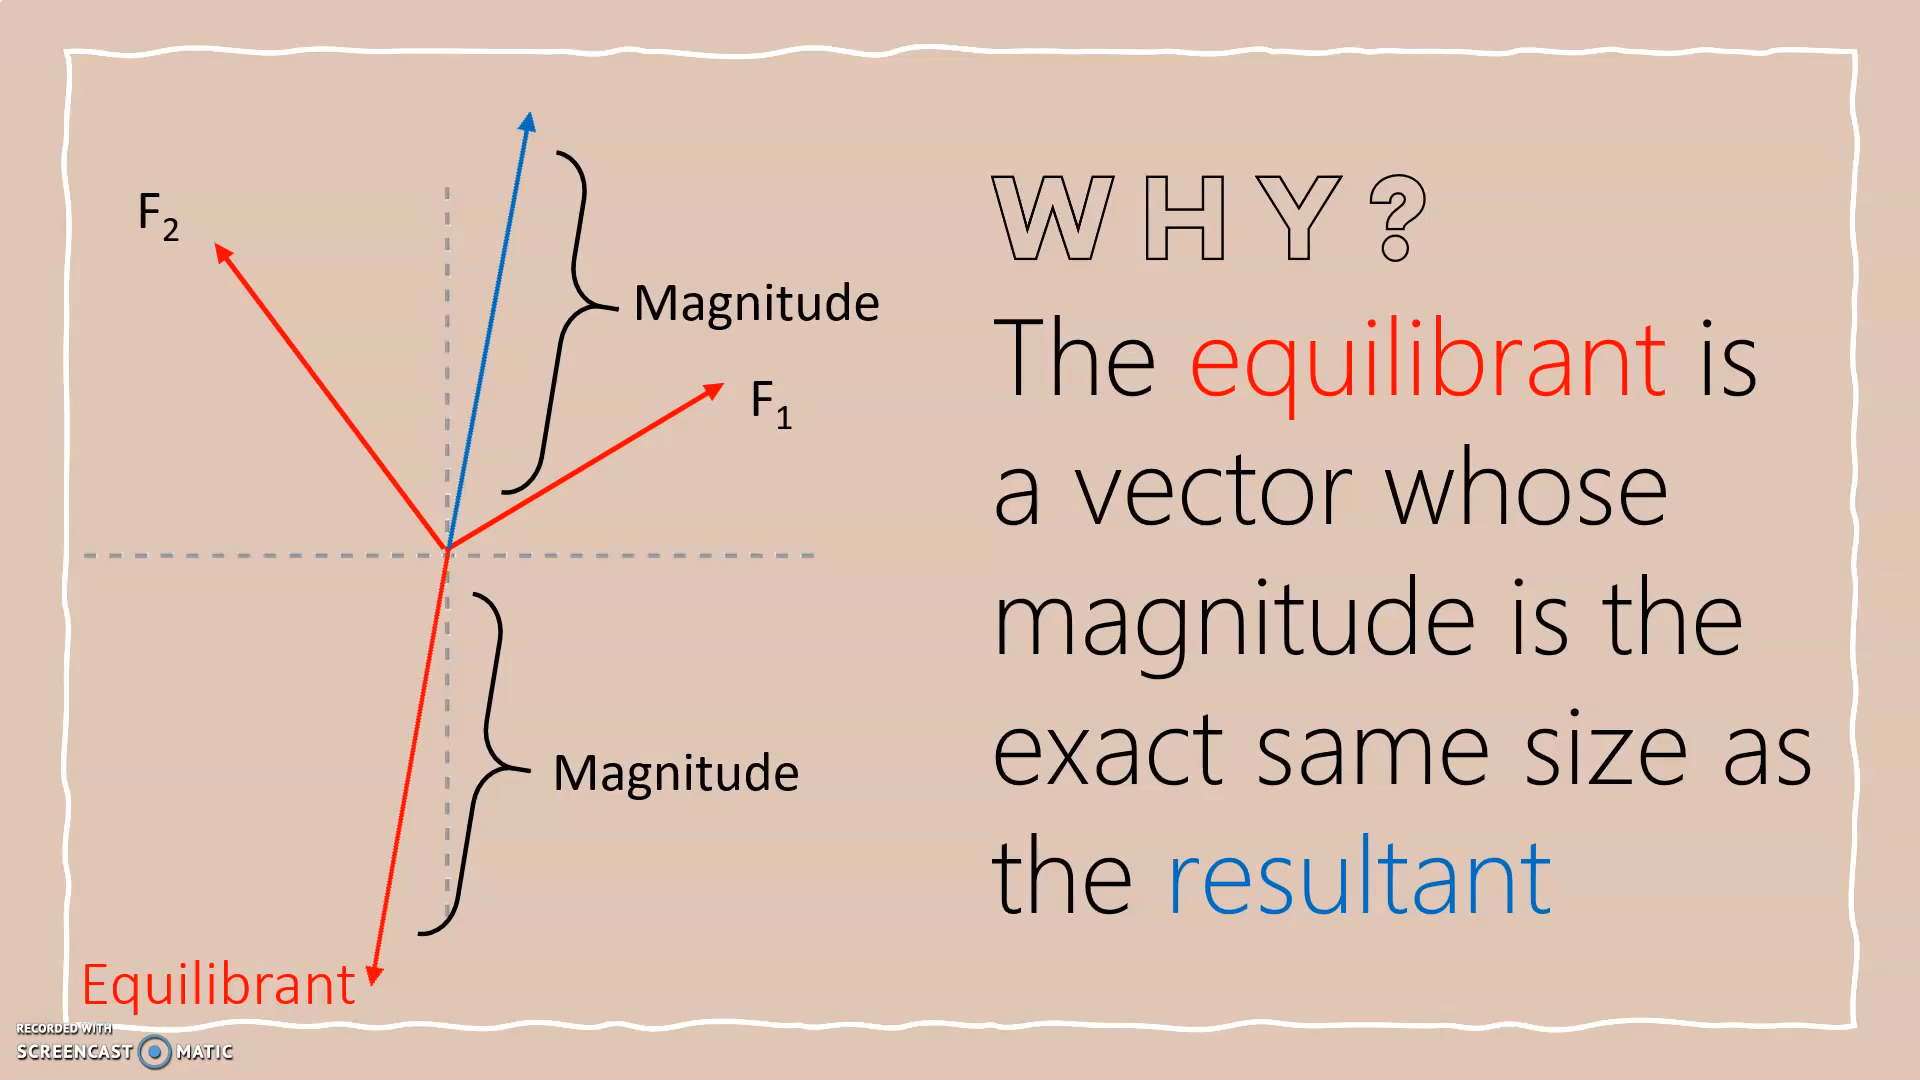 F2
Magnitude
F1
Magnitude
Equilibrant
WHY?
The equilibrant is
a vector whose
magnitude is the
exact same size as
the resultant
RECORDED WITH
SCREENCAST MATIC